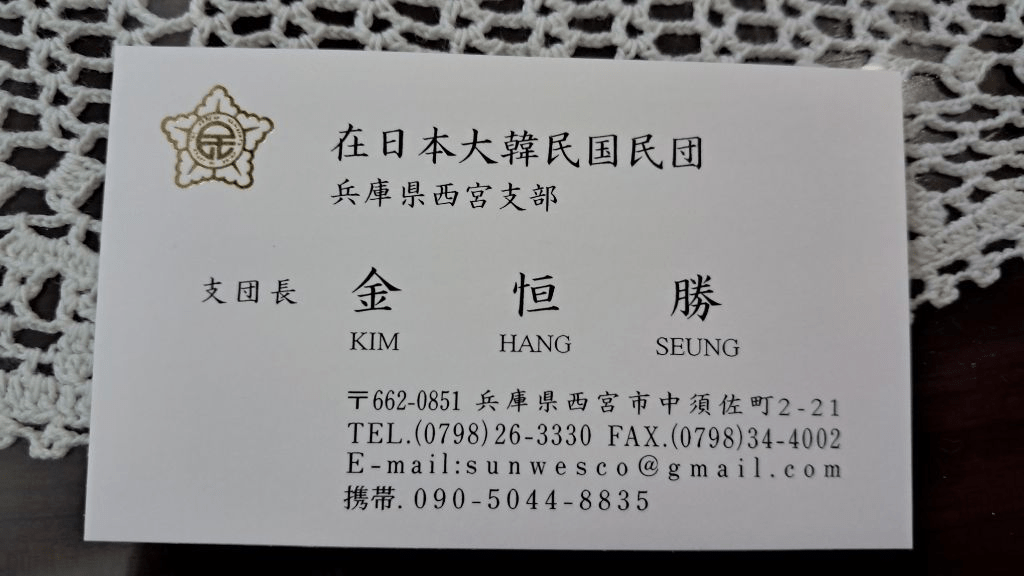 在日本大韓民国民団
兵庫県西宮支部
支団長 金 恒 勝
KIM HANG SEUNG
〒662-0851 兵庫県西宮市中須佐町2-21
TEL.(0798)26-3330 FAX.(0798)34-4002
E-mail:sunwesco@gmail.com
携帯.090-5044-8835